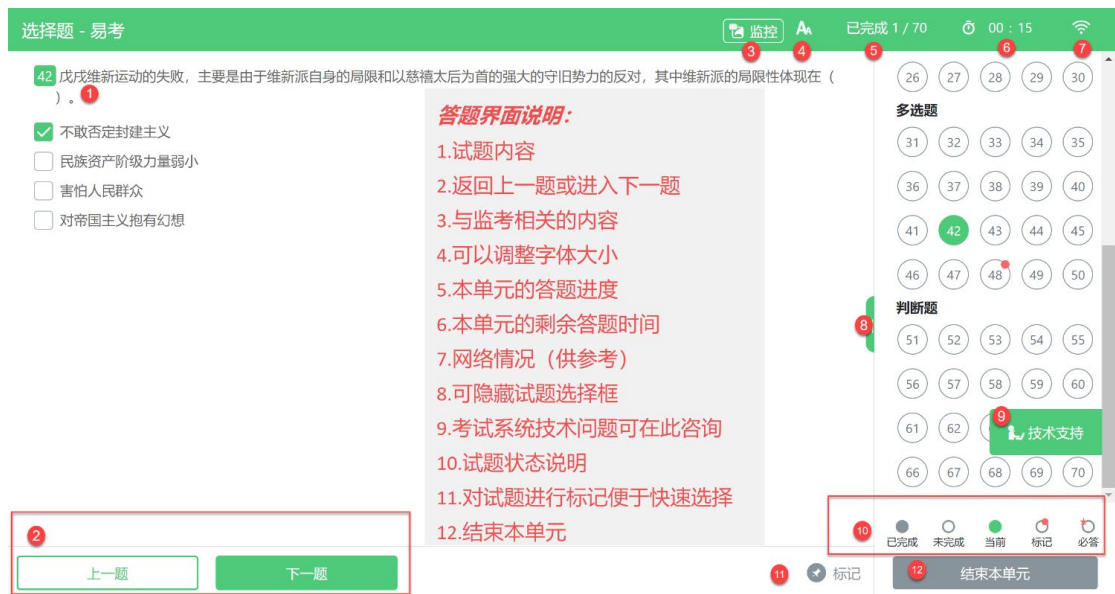 选择题 - 易考
监控
AA
已完成 1 / 70
00 : 15
3
4
5
6
7
42 戊戌维新运动的失败，主要是由于维新派自身的局限和以慈禧太后为首的强大的守旧势力的反对，其中维新派的局限性体现在（
）。
1
不敢否定封建主义
民族资产阶级力量弱小
害怕人民群众
对帝国主义抱有幻想
答题界面说明：
1.试题内容
2.返回上一题或进入下一题
3.与监考相关的内容
4.可以调整字体大小
5.本单元的答题进度
6.本单元的剩余答题时间
7.网络情况（供参考）
8.可隐藏试题选择框
9.考试系统技术问题可在此咨询
10.试题状态说明
11.对试题进行标记便于快速选择
12.结束本单元
26 27 28 29 30
多选题
31 32 33 34 35
36 37 38 39 40
41 42 43 44 45
46 47 48 49 50
判断题
8
51 52 53 54 55
56 57 58 59 60
9
61 62
技术支持
66 67 68 69 70
10
已完成 未完成 当前 标记 必答
2
上一题
下一题
11
标记
12
结束本单元